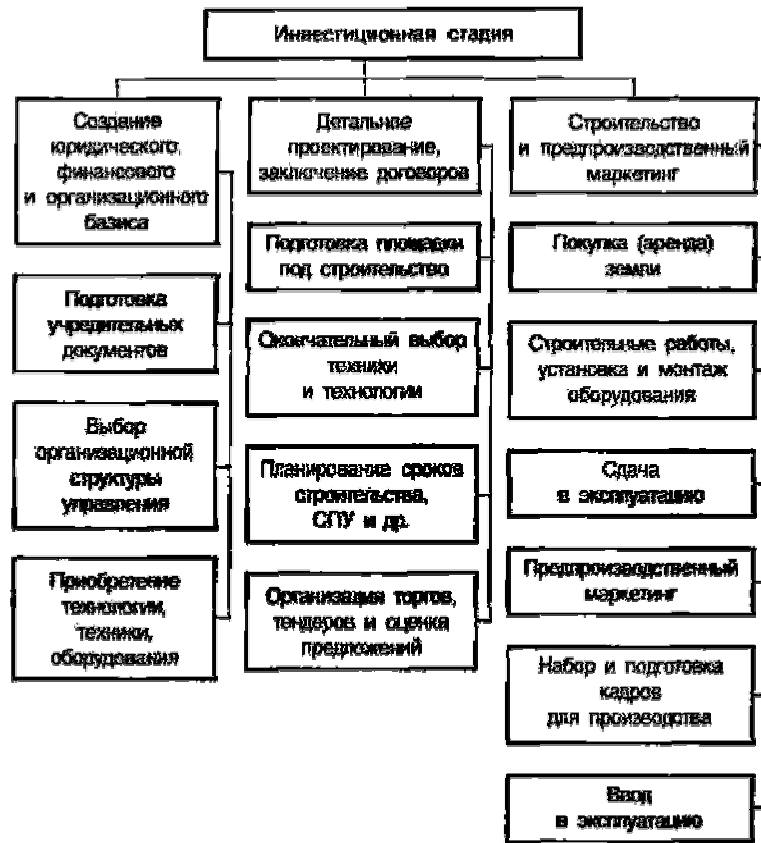 Инвестиционная стадия
Создание
юридического,
финансового
и организационного
базиса
Подготовка
учредительных
документов
Выбор
организационной
структуры
управления
Приобретение
технологии,
техники,
оборудования
Детальное
проектирование,
заключение договоров
Подготовка площадки
под строительство
Окончательный выбор
техники
и технологии
Планирование сроков
строительства,
СПУ и др.
Организация торгов,
тендеров и оценка
предложений
Строительство
и предпроизводственный
маркетинг
Покупка (аренда)
земли
Строительные работы,
установка и монтаж
оборудования
Сдача
в эксплуатацию
Предпроизводственный
маркетинг
Набор и подготовка
кадров
для производства
Ввод
в эксплуатацию